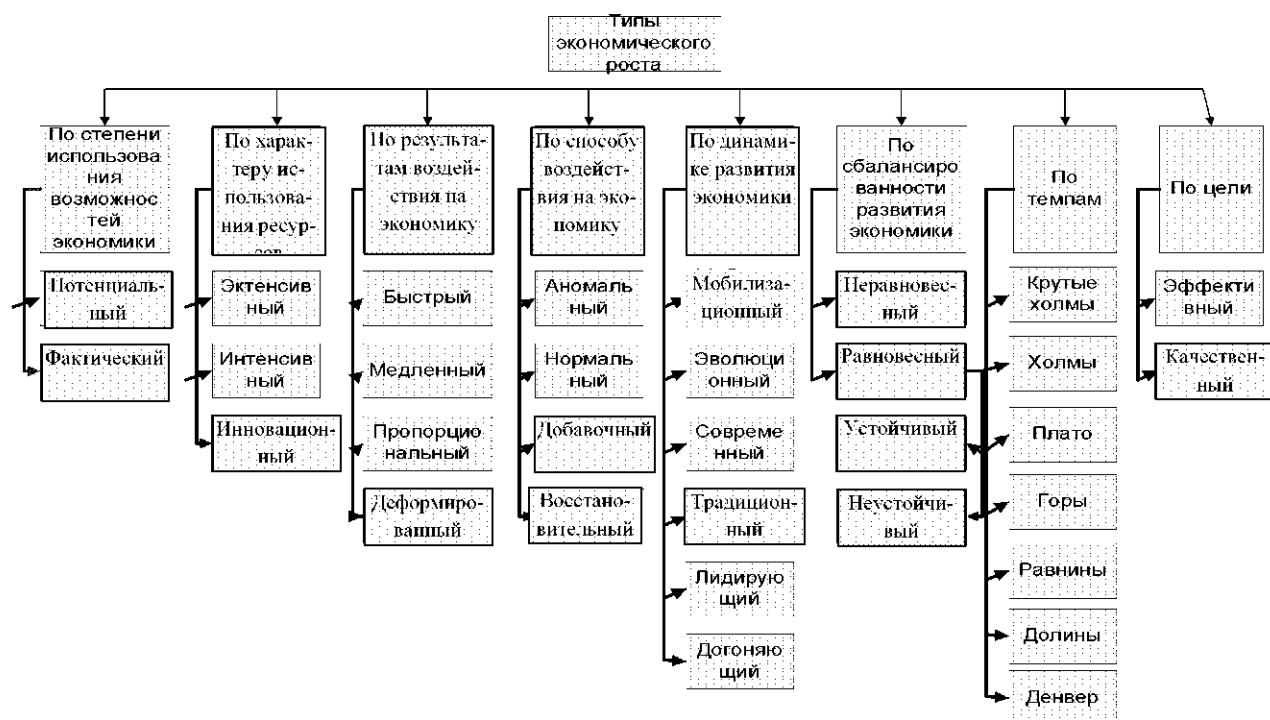 Типы
экономического
роста
По степени
использова
ния
возможнос
тей
экономики
Потенциаль-
ный
Фактический
По харак-
теру ис-
пользова-
ния ресур-
сов
Эктенсив
ный
Интенсив
ный
Инновацион-
ный
По результа-
там воздей-
ствия па
экономику
Быстрый
Медленный
Пропорцио
нальный
Деформиро-
ванный
По способу
воздейст-
вия на эко-
помику
Аномаль
ный
Нормаль
ный
Добавочный
Восстано-
вительный
По динами-
ке развития
экономики
Мобилиза-
ционный
Эволюци
онный
Совреме
нный
Традицион-
ный
Лидирую
щий
Догоняю
щий
По
сбалансиро
ванности
развития
экономики
Неравновес-
ный
Равновесный
Устойчивый
Неустойчи-
вый
По
темпам
Крутые
холмы
Холмы
Плато
Горы
Равнины
Долины
Денвер
По цели
Эффекти
вный
Качествен-
ный